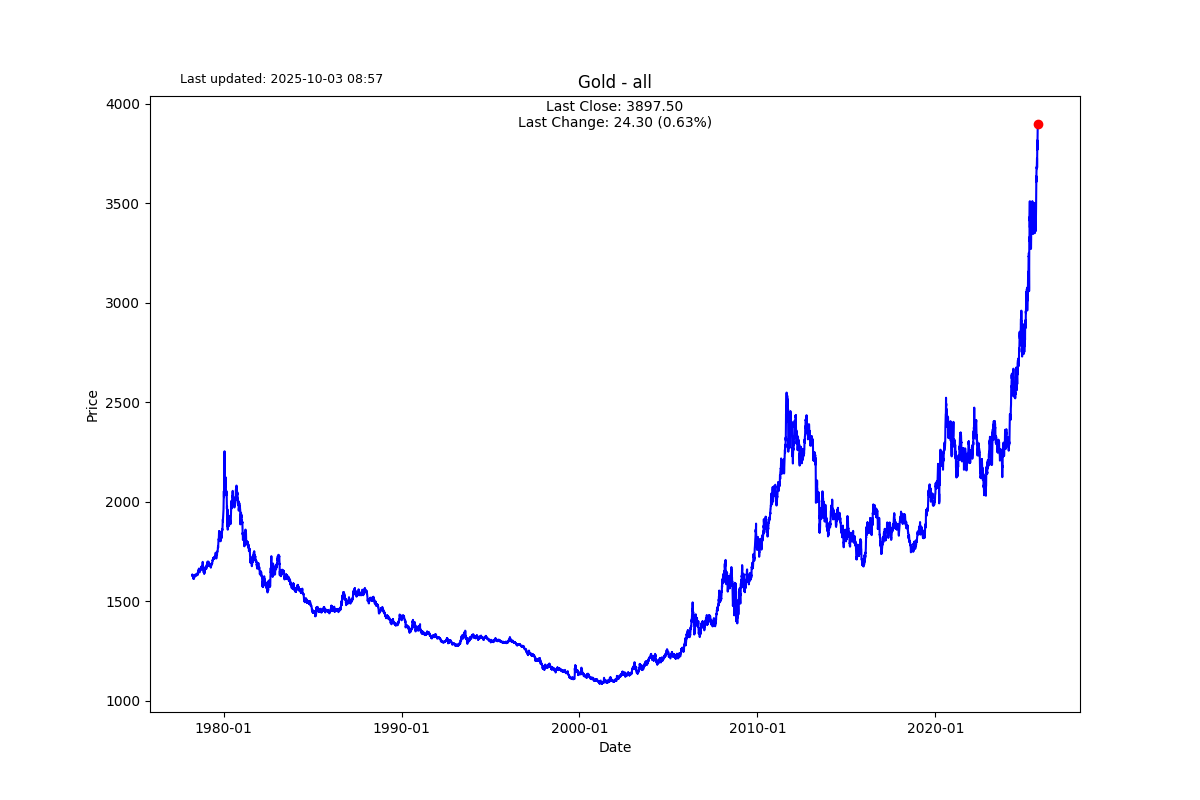 Last updated: 2025-10-03 08:57
Gold - all
Last Close: 3897.50
Last Change: 24.30 (0.63%)
4000
3500
3000
2500
2000
1500
1000
Price
1980-01
1990-01
2000-01
2010-01
2020-01
Date